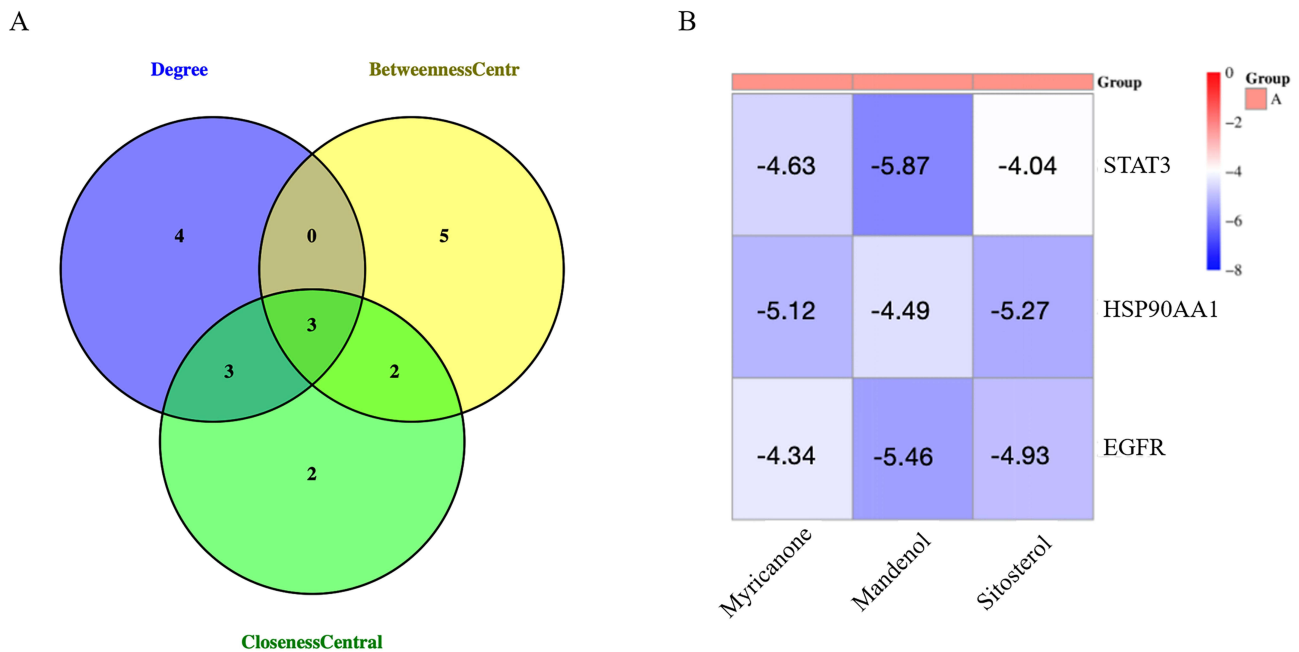 A
B
Degree
BetweennessCentr
4
0
5
3
3
2
2
ClosenessCentral
Group
0
−2
−4
−6
−8
Group
A
-4.63
-5.87
-4.04
STAT3
-5.12
-4.49
-5.27
HSP90AA1
-4.34
-5.46
-4.93
EGFR
Myricanone
Mandenol
Sitosterol